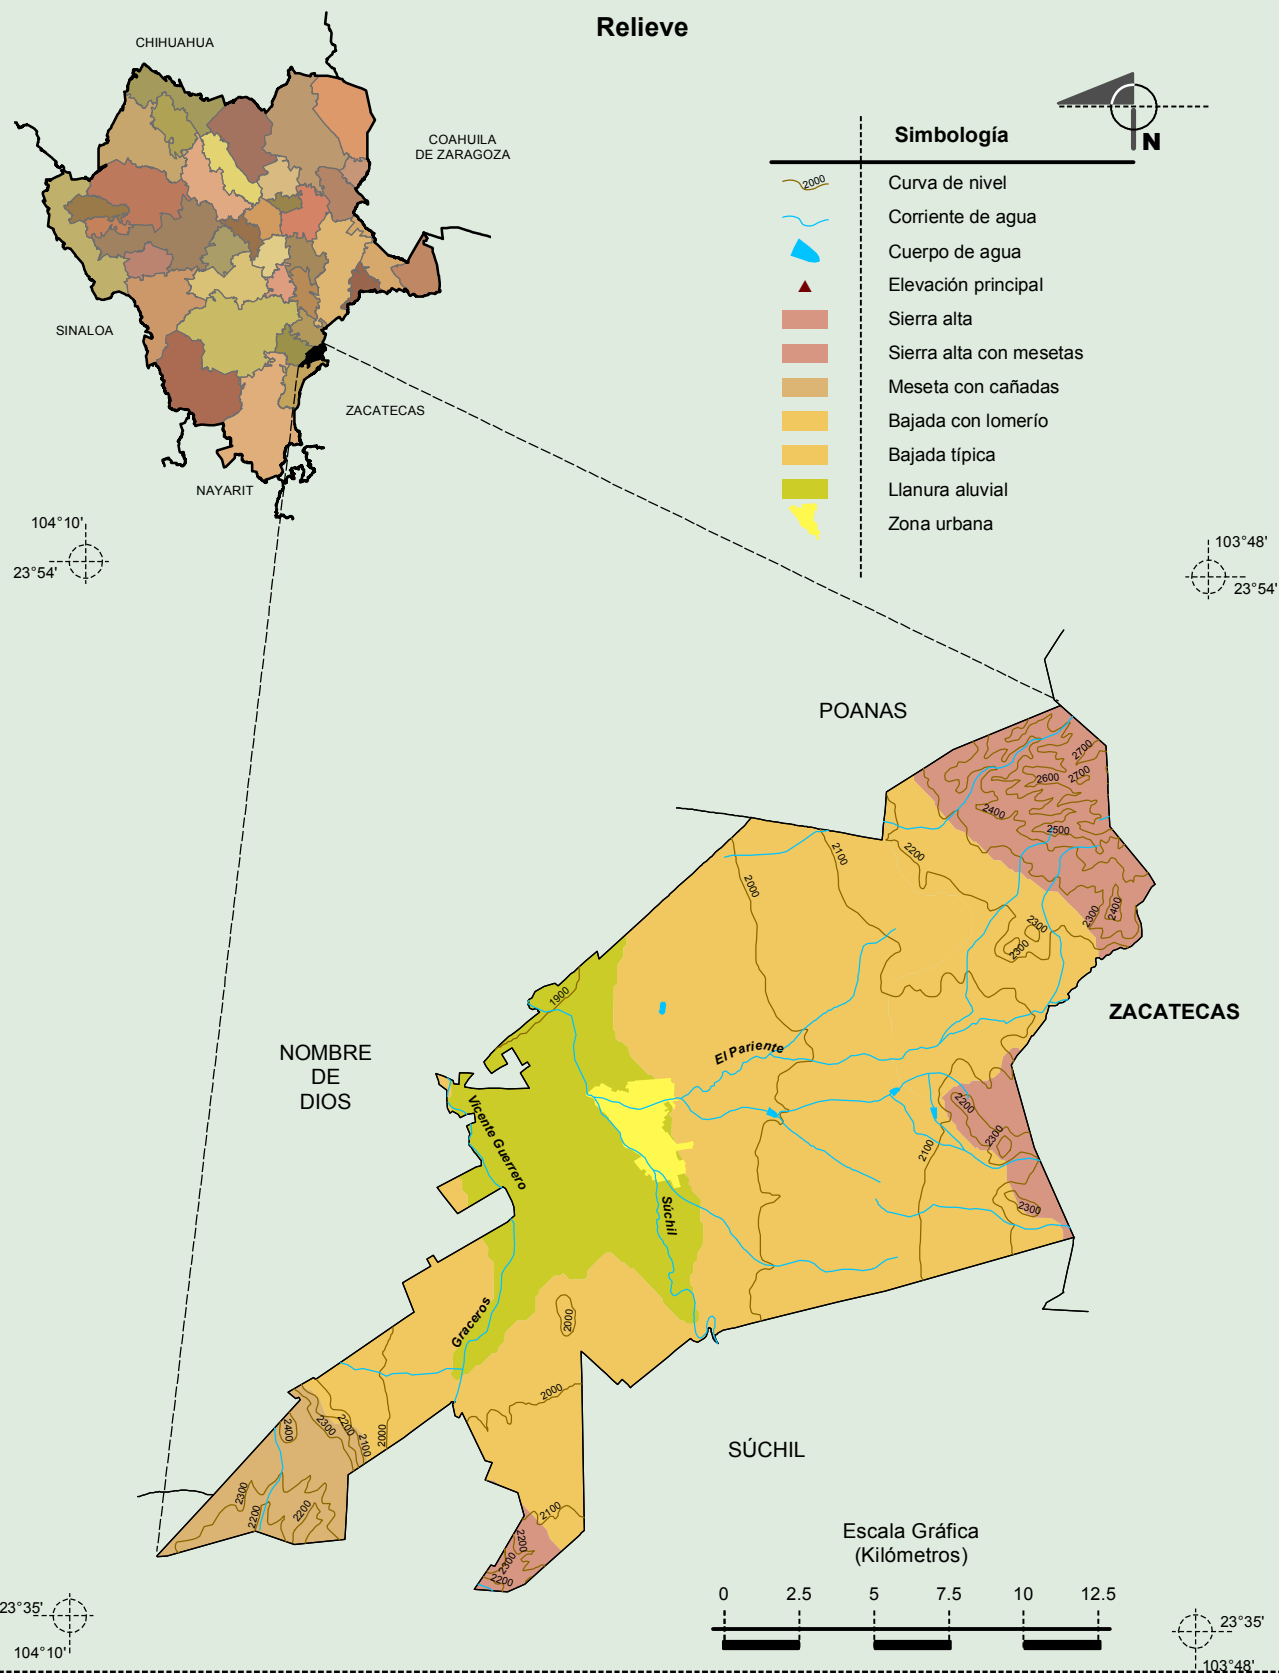 Relieve
CHIHUAHUA
COAHUILA
DE ZARAGOZA
SINALOA
ZACATECAS
NAYARIT
N
Simbología
2000
Curva de nivel
Corriente de agua
Cuerpo de agua
Elevación principal
Sierra alta
Sierra alta con mesetas
Meseta con cañadas
Bajada con lomerío
Bajada típica
Llanura aluvial
Zona urbana
104°10'
23°54'
103°48'
23°54'
POANAS
2700
2600
2700
2400
2500
2200
2100
2000
2300
2400
2300
2300
1900
ZACATECAS
NOMBRE
DE
DIOS
El Pariente
Vicente Guerrero
2200
2300
2100
2300
Súchil
Graceros
2000
2000
2400
2300
2200
2100
2000
2300
2200
2200
2100
2200
2300
2200
SÚCHIL
Escala Gráfica
(Kilómetros)
0 2.5 5 7.5 10 12.5
23°35'
104°10'
23°35'
103°48'